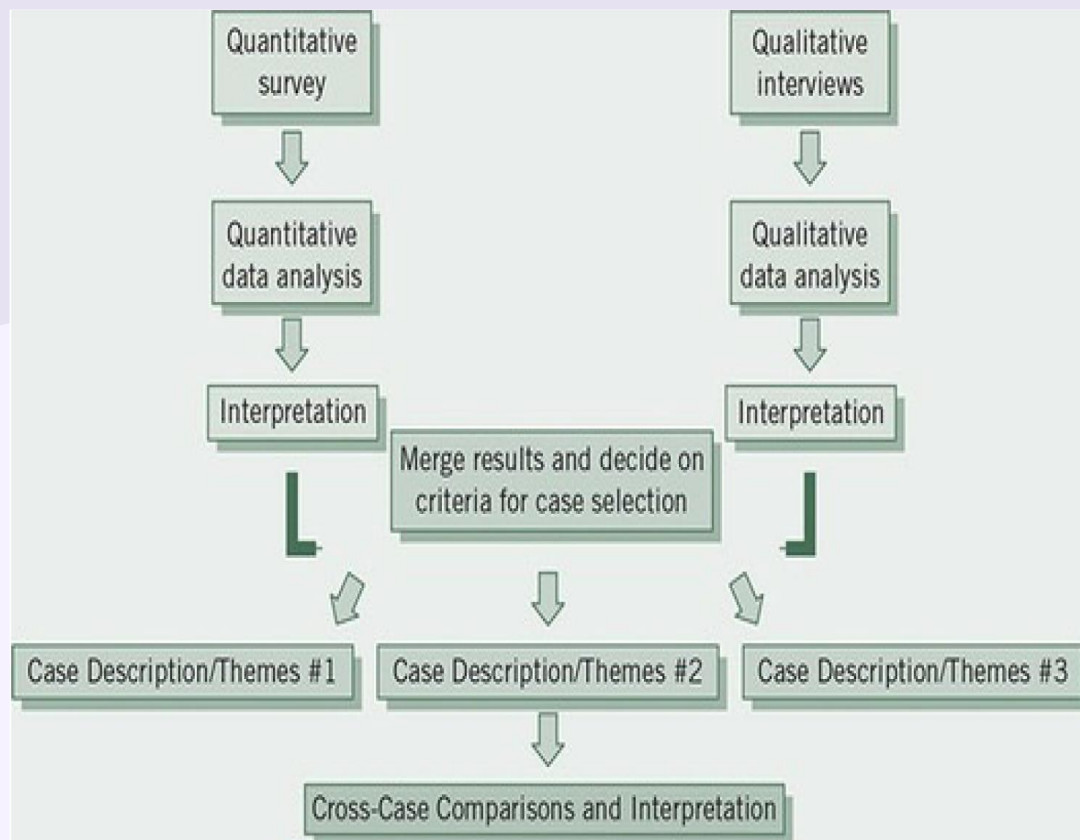 Quantitative
survey
Qualitative
interviews
Quantitative
data analysis
Qualitative
data analysis
Interpretation
Interpretation
Merge results and decide on
criteria for case selection
Case Description/Themes #1
Case Description/Themes #2
Case Description/Themes #3
Cross-Case Comparisons and Interpretation